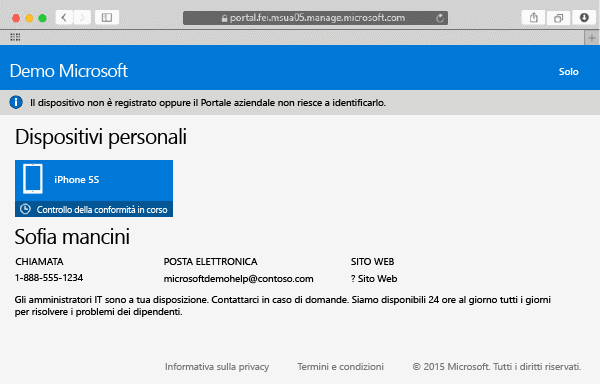 portal.fei.msua05.manage.microsoft.com
Demo Microsoft
Solo
Il dispositivo non è registrato oppure il Portale aziendale non riesce a identificarlo.
Dispositivi personali
iPhone 5S
Controllo della conformità in corso
Sofia mancini
CHIAMATA POSTA ELETTRONICA SITO WEB
1-888-555-1234 microsoftdemohelp@contoso.com ? Sito Web
Gli amministratori IT sono a tua disposizione. Contattarci in caso di domande. Siamo disponibili 24 ore al giorno tutti i giorni
per risolvere i problemi dei dipendenti.
Informativa sulla privacy Termini e condizioni © 2015 Microsoft. Tutti i diritti riservati.